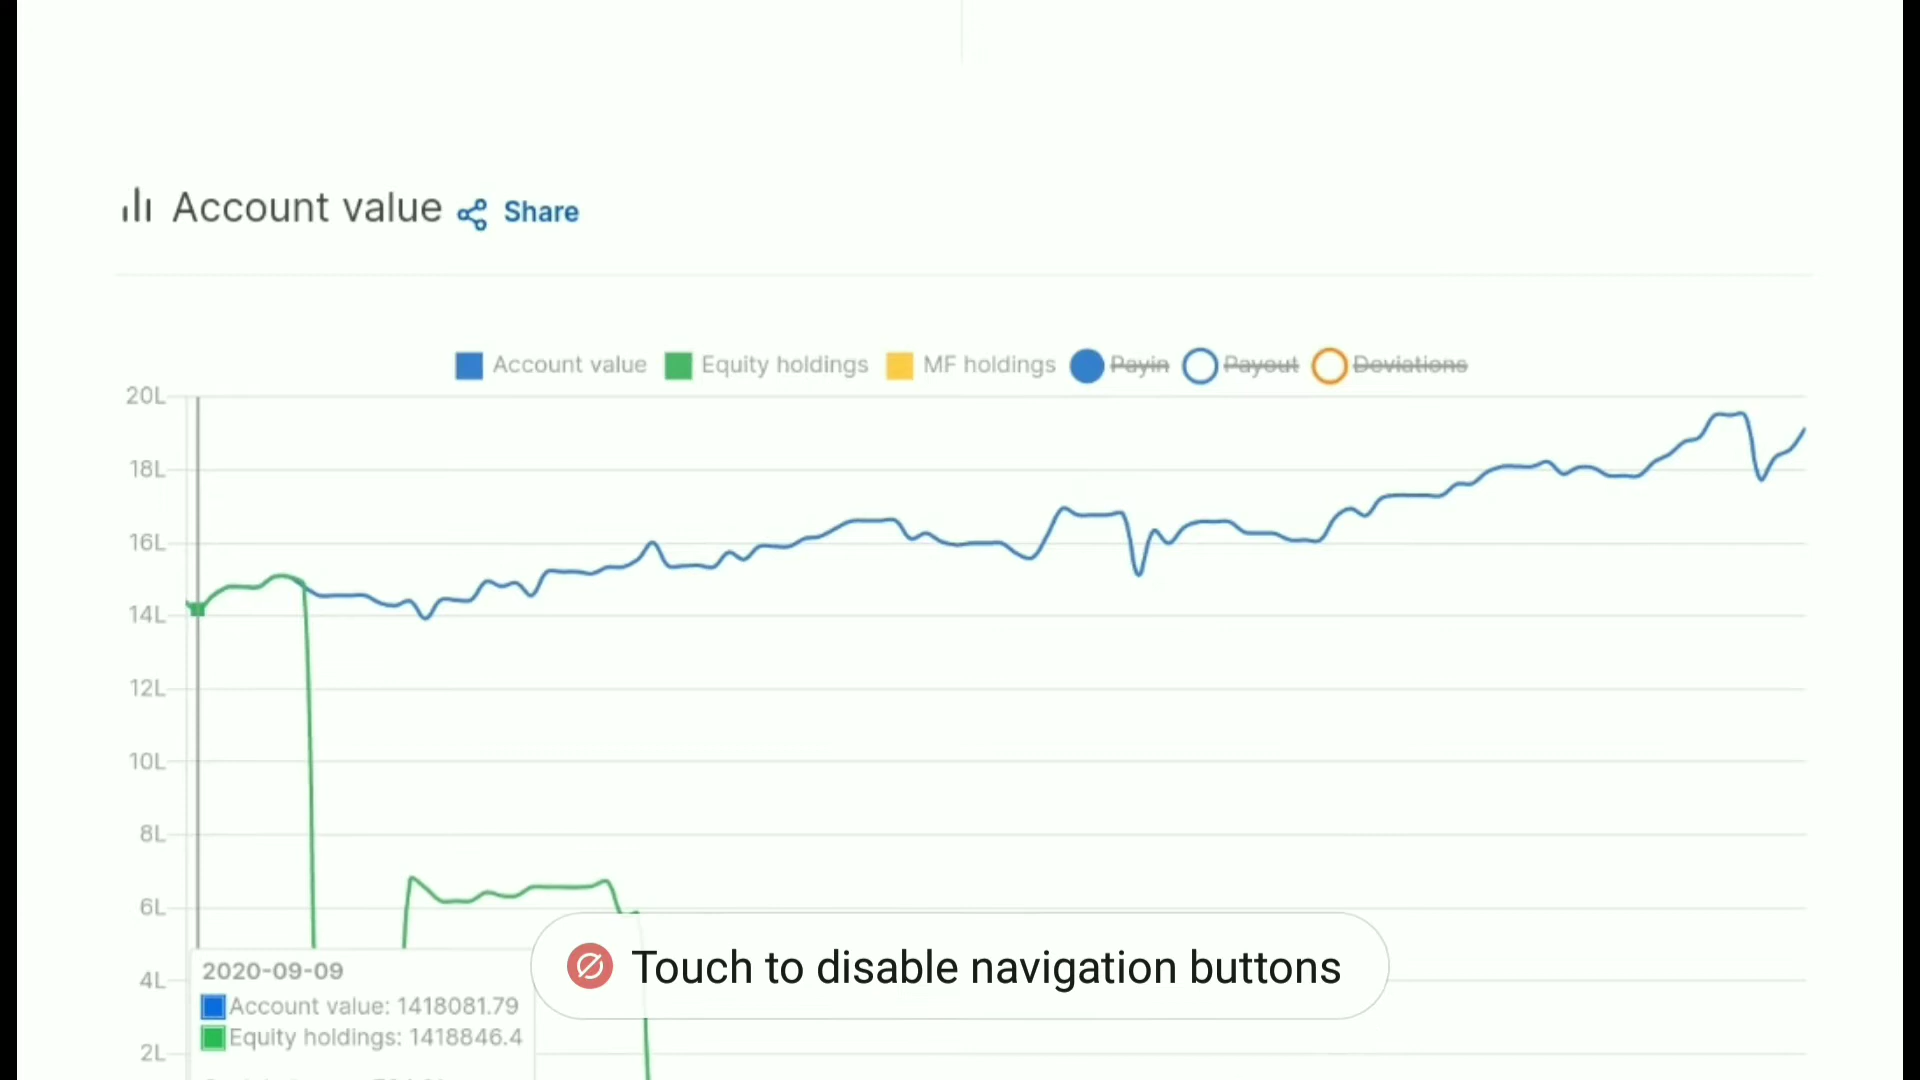 Account value Share
Account value Equity holdings MF holdings Payin Payout Deviations
20L
18L
16L
14L
12L
10L
8L
6L
4L
2L
2020-09-09
Account value: 1418081.79
Equity holdings: 1418846.4
Touch to disable navigation buttons